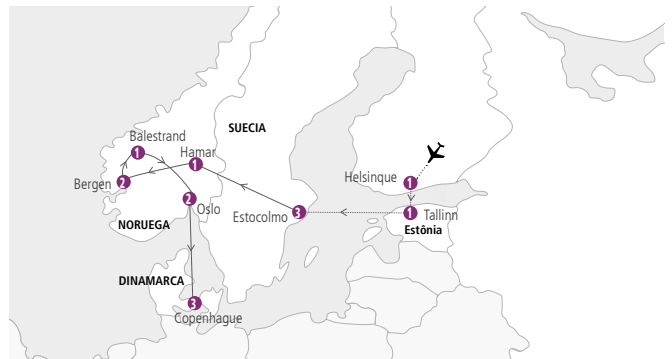 SUECIA
Balestrand
1
Hamar
1
Helsinque
1
Bergen
2
2
Oslo
Estocolmo
3
1
Tallinn
Estônia
NORUEGA
DINAMARCA
3
Copenhague